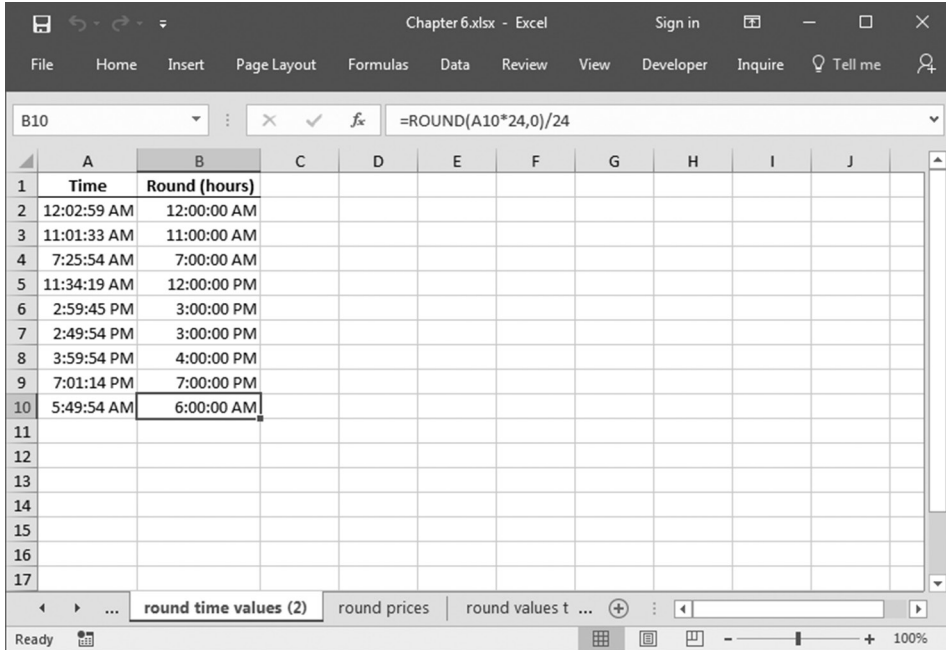 Chapter 6.xlsx - Excel Sign in
File Home Insert Page Layout Formulas Data Review View Developer Inquire Tell me
B10 fx =ROUND(A10*24,0)/24
A B C D E F G H I J
1 Time Round (hours)
2 12:02:59 AM 12:00:00 AM
3 11:01:33 AM 11:00:00 AM
4 7:25:54 AM 7:00:00 AM
5 11:34:19 AM 12:00:00 PM
6 2:59:45 PM 3:00:00 PM
7 2:49:54 PM 3:00:00 PM
8 3:59:54 PM 4:00:00 PM
9 7:01:14 PM 7:00:00 PM
10 5:49:54 AM 6:00:00 AM
11
12
13
14
15
16
17
... round time values (2) round prices round values t ...
Ready 100%